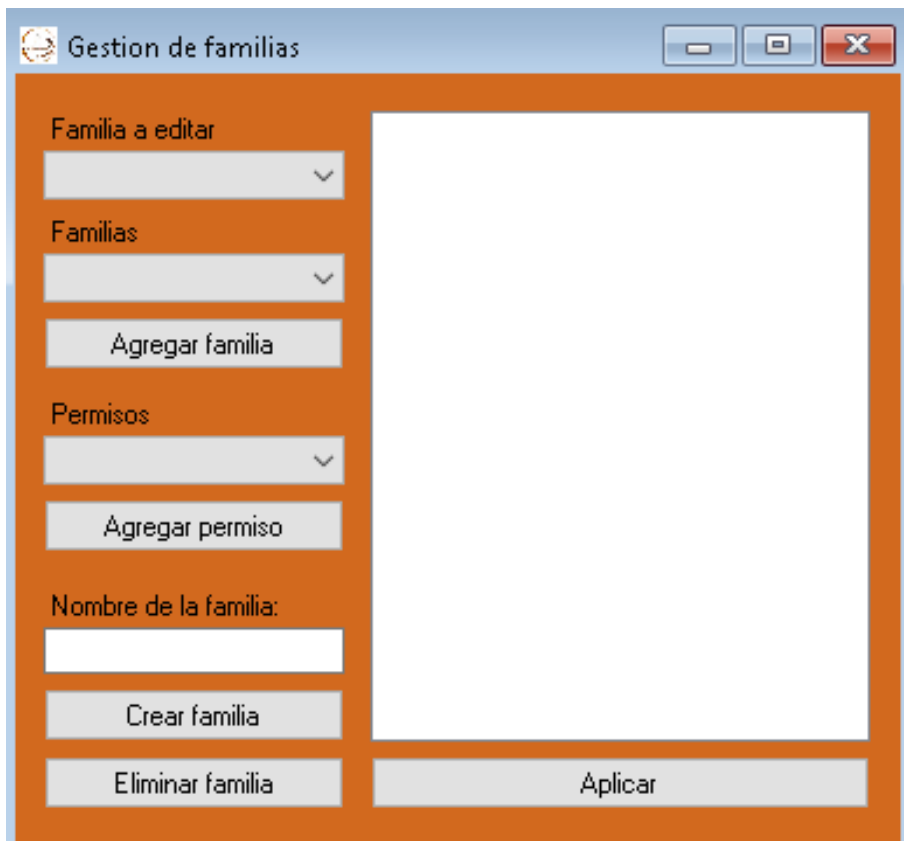 Gestion de familias
Familia a editar
Familias
Agregar familia
Permisos
Agregar permiso
Nombre de la familia:
Crear familia
Eliminar familia
Aplicar